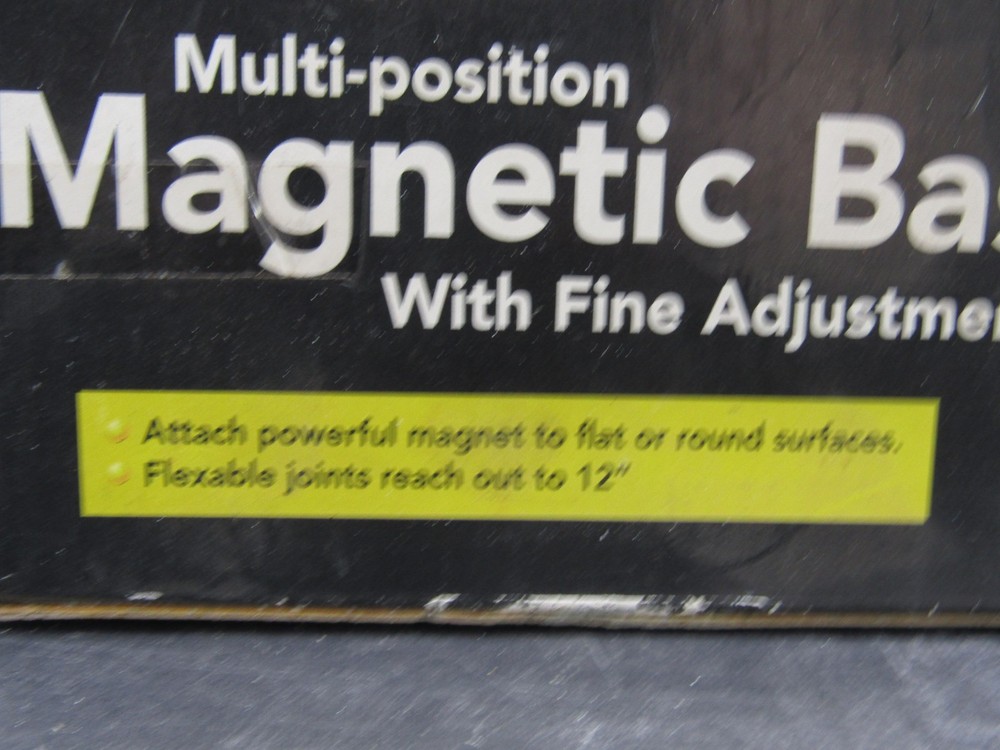 Multi-position
Magnetic Bas
With Fine Adjustmen
Attach powerful magnet to flat or round surfaces.
Flexable joints reach out to 12"